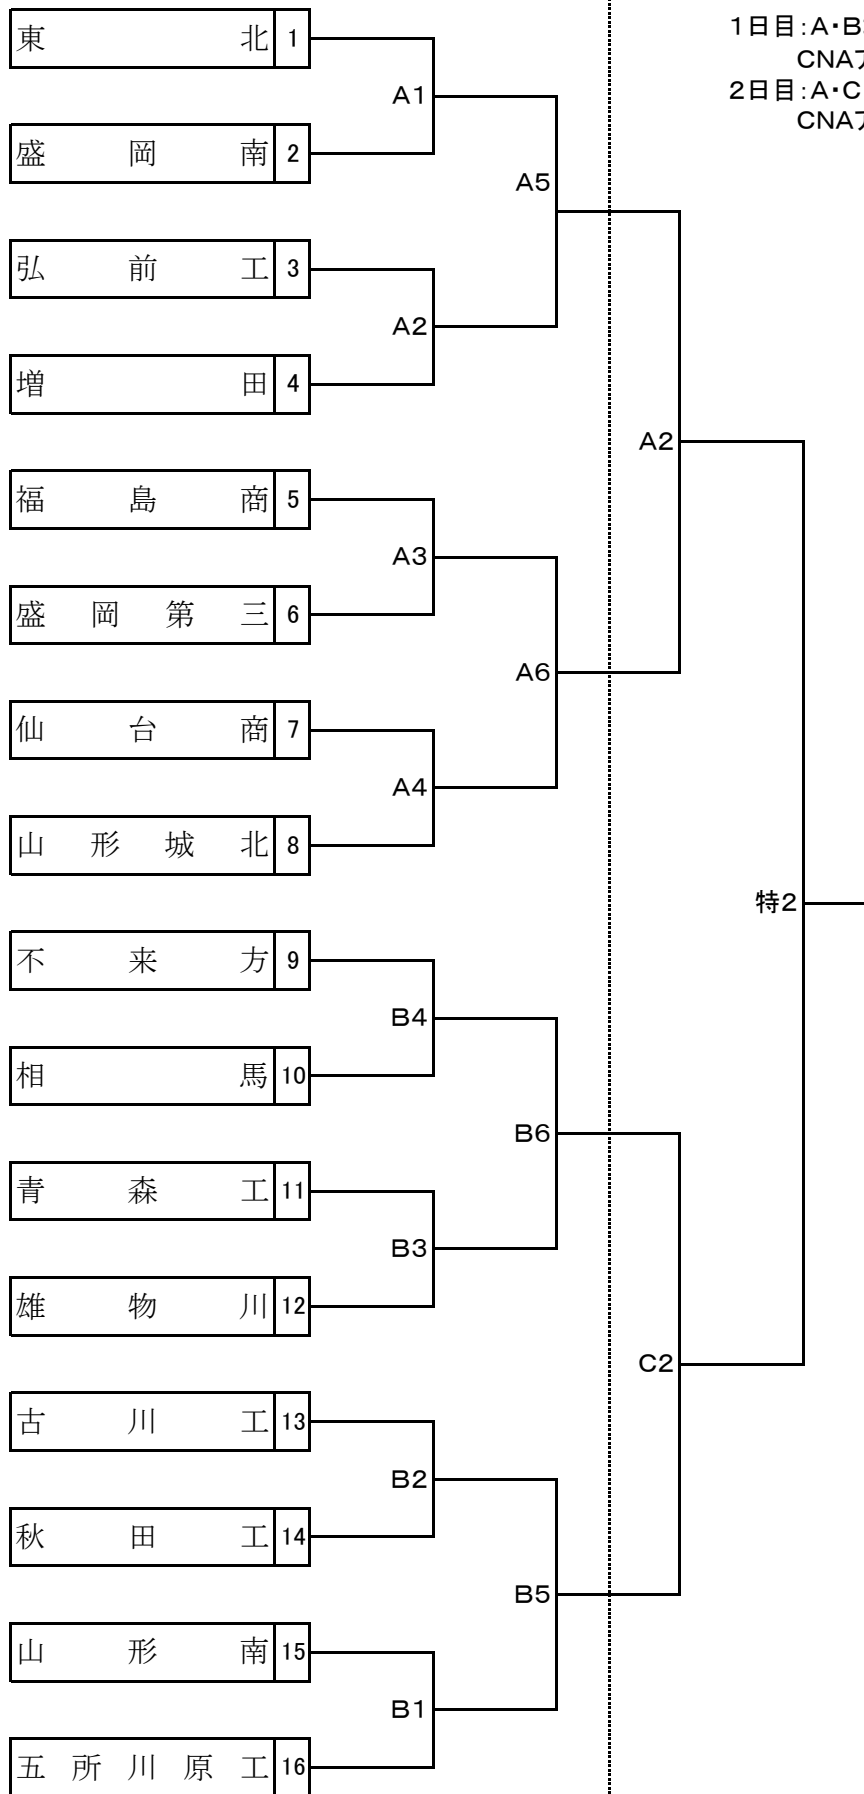 東北 1
1日目:A・B
CNA
A1
2日目:A・C
CNA
盛岡南 2
A5
弘前工 3
A2
増田 4
A2
福島商 5
A3
盛岡第三 6
A6
仙台商 7
A4
山形城北 8
特2
不来方 9
B4
相馬 10
B6
青森工 11
B3
雄物川 12
C2
古川工 13
B2
秋田工 14
B5
山形南 15
B1
五所川原工 16